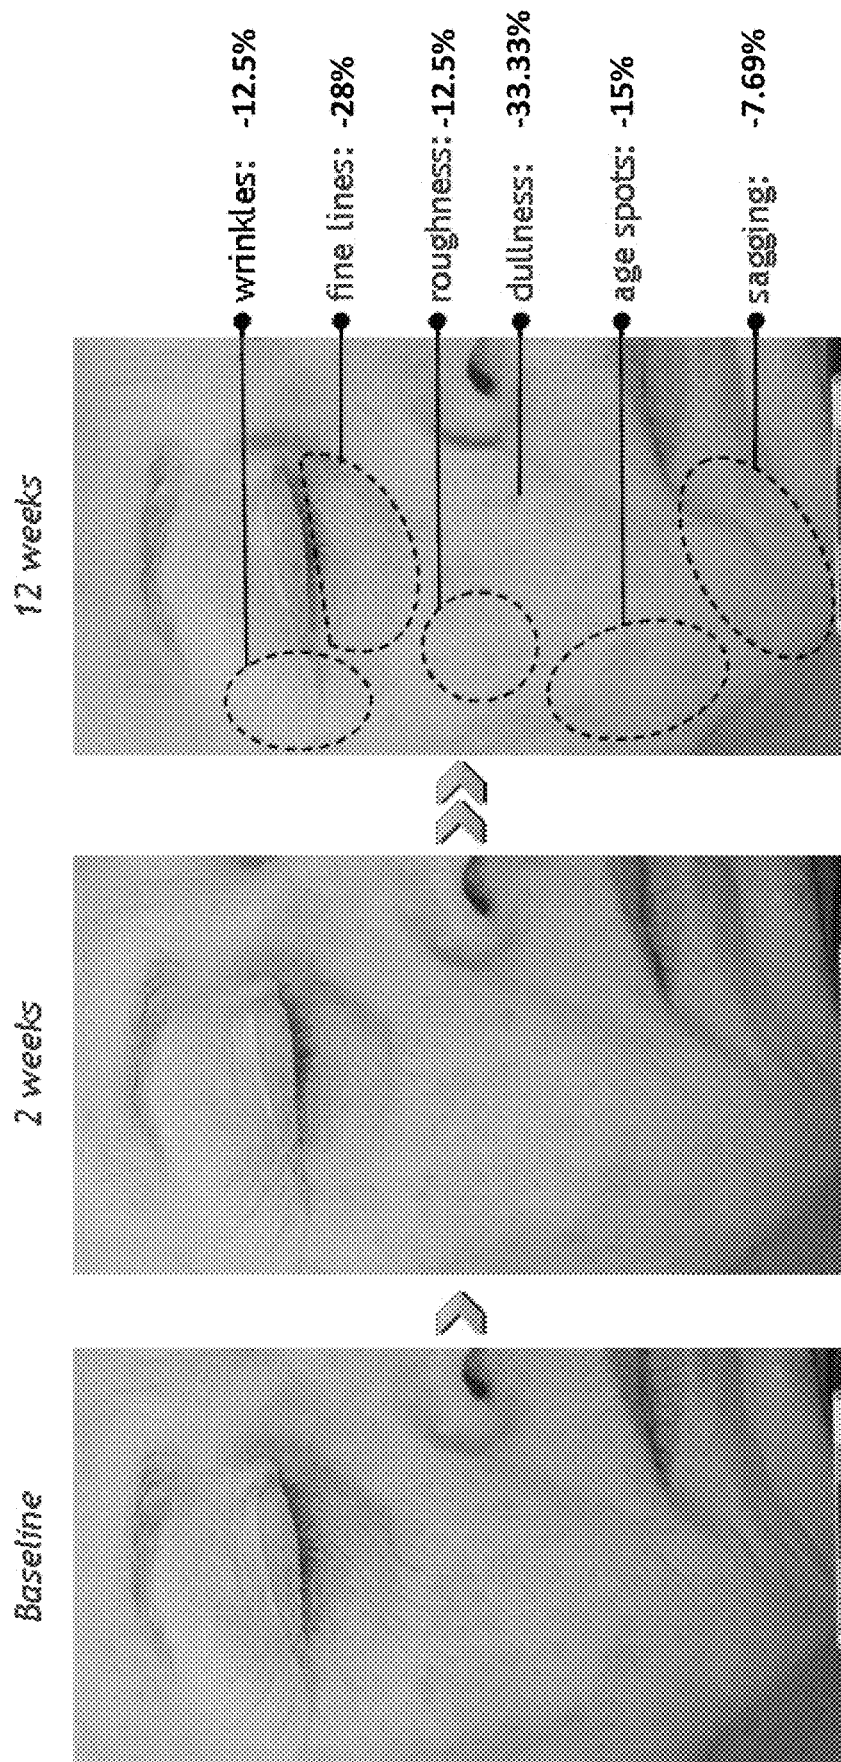 Baseline
2 weeks
12 weeks
wrinkles: -12.5%
fine lines: -28%
roughness: -12.5%
dullness: -33.33%
age spots: -15%
sagging: -7.69%